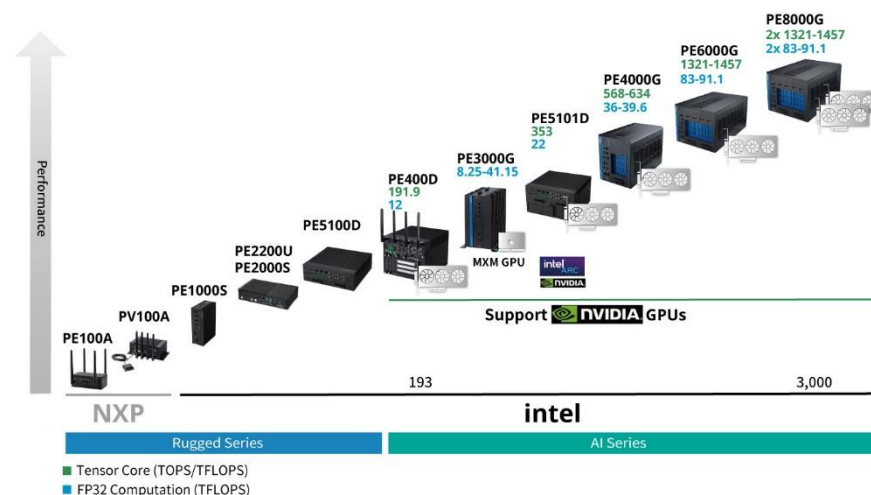 PE8000G
2x 1321-1457
2x 83-91.1
PE6000G
1321-1457
83-91.1
PE4000G
568-634
36-39.6
PE5101D
353
22
PE3000G
8.25-41.15
MXM GPU
PE400D
191.9
12
PE5100D
PE2200U
PE2000S
PE1000S
PV100A
PE100A
Performance
intel
ARC
NVIDIA
Support NVIDIA GPUs
193
3,000
NXP
intel
Rugged Series
AI Series
Tensor Core (TOPS/TFLOPS)
FP32 Computation (TFLOPS)